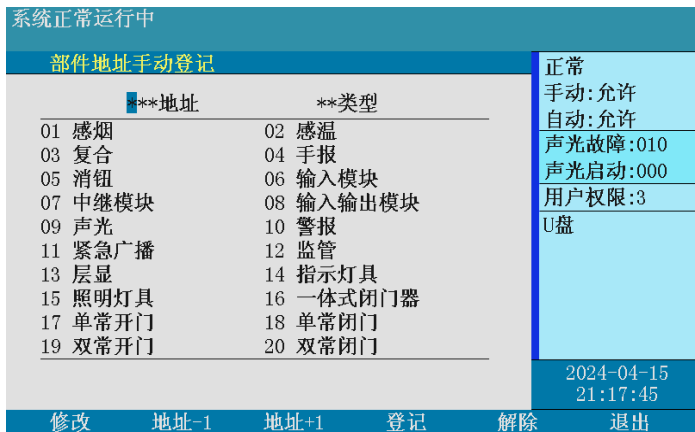 系统正常运行中
部件地址手动登记
***地址 **类型
01 感烟 02 感温
03 复合 04 手报
05 消钮 06 输入模块
07 中继模块 08 输入输出模块
09 声光 10 警报
11 紧急广播 12 监管
13 层显 14 指示灯具
15 照明灯具 16 一体式闭门器
17 单常开门 18 单常闭门
19 双常开门 20 双常闭门
正常
手动:允许
自动:允许
声光故障:010
声光启动:000
用户权限:3
U盘
2024-04-15
21:17:45
修改 地址-1 地址+1 登记 解除 退出